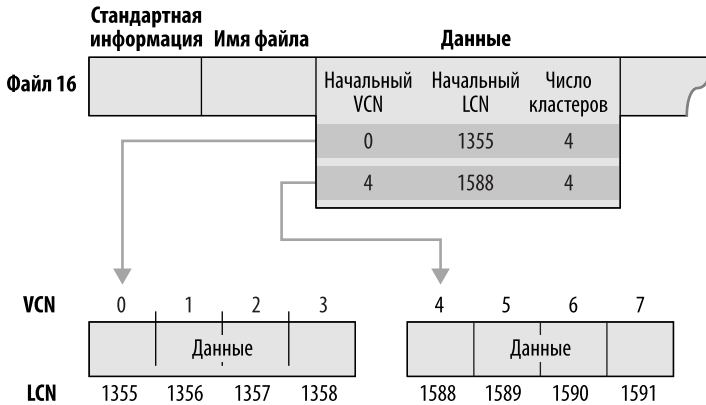 Стандартная
информация Имя файла Данные
Файл 16
Начальный Начальный Число
VCN LCN кластеров
0 1355 4
4 1588 4
VCN 0 1 2 3 4 5 6 7
Данные Данные
LCN 1355 1356 1357 1358 1588 1589 1590 1591